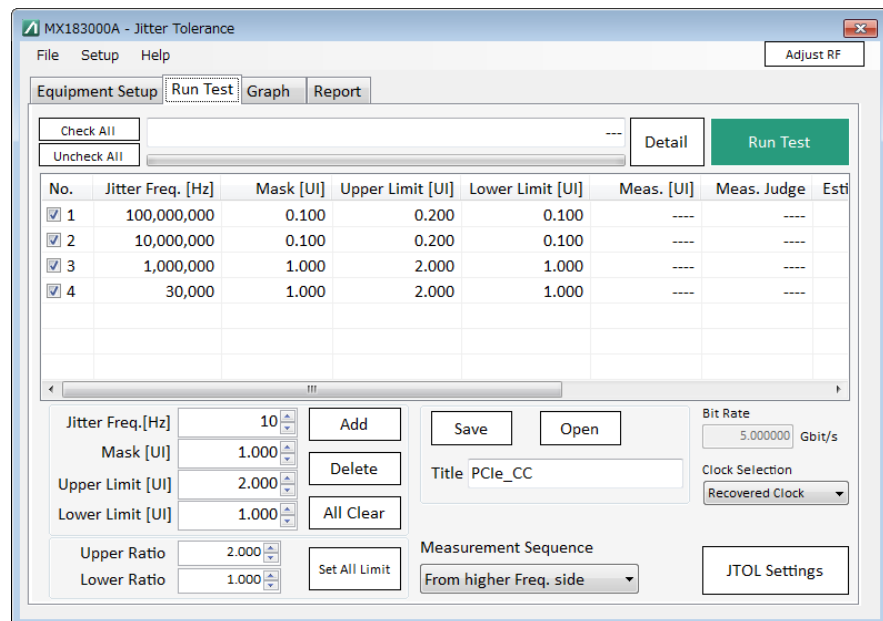 MX183000A - Jitter Tolerance
File Setup Help Adjust RF
Equipment Setup Run Test Graph Report
Check All --- Detail Run Test
Uncheck All
No. Jitter Freq. [Hz] Mask [UI] Upper Limit [UI] Lower Limit [UI] Meas. [UI] Meas. Judge Esti
1 100,000,000 0.100 0.200 0.100 ---- ----
2 10,000,000 0.100 0.200 0.100 ---- ----
3 1,000,000 1.000 2.000 1.000 ---- ----
4 30,000 1.000 2.000 1.000 ---- ----
Jitter Freq.[Hz] 10 Add
Mask [UI] 1.000
Delete
Upper Limit [UI] 2.000
Lower Limit [UI] 1.000 All Clear
Upper Ratio 2.000
Lower Ratio 1.000
Set All Limit
Save Open
Title PCIe_CC
Measurement Sequence
From higher Freq. side
Bit Rate
5.000000 Gbit/s
Clock Selection
Recovered Clock
JTOL Settings